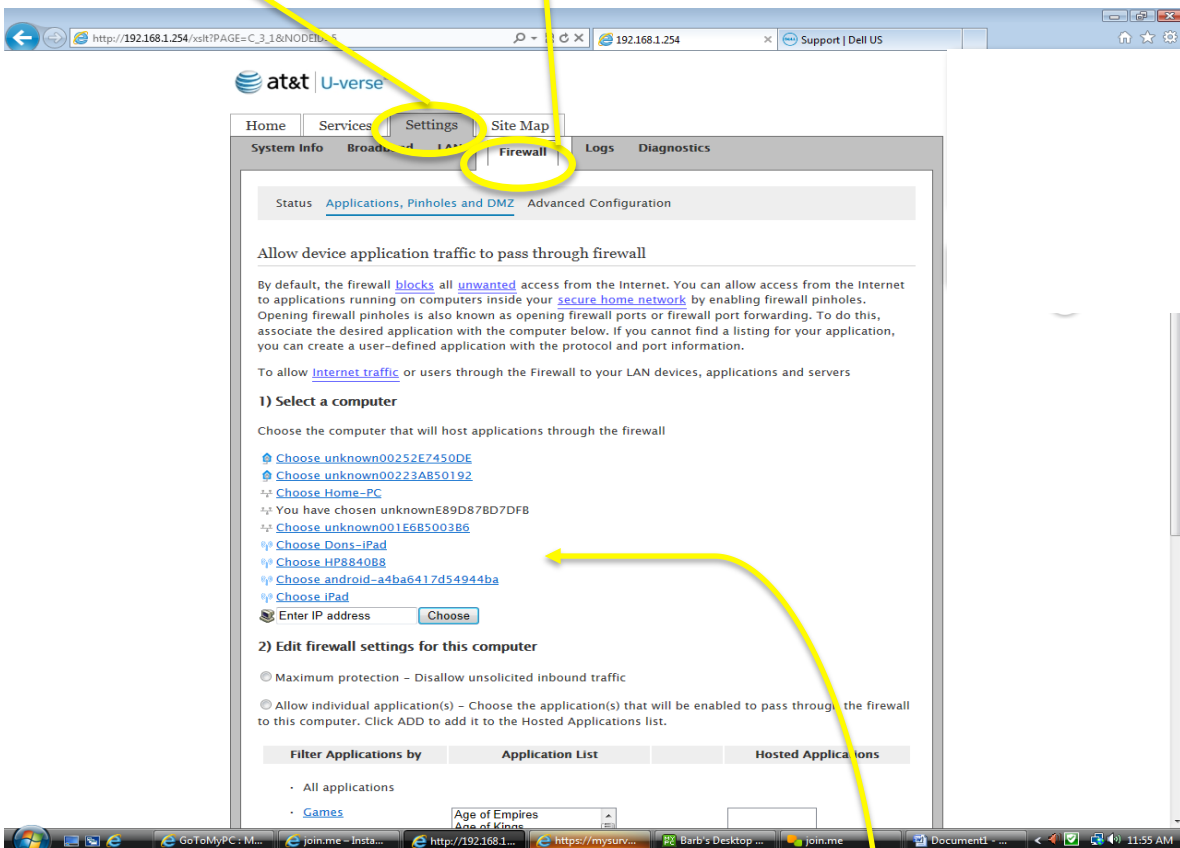 http://192.168.1.254/xslt?PAGE=C_3_1&NODEID=
192.168.1.254
Support | Dell US
at&t U-verse
Home Services Settings Site Map
System Info Firewall Logs Diagnostics
Status Applications, Pinholes and DMZ Advanced Configuration
Allow device application traffic to pass through firewall
By default, the firewall blocks all unwanted access from the Internet. You can allow access from the Internet
to applications running on computers inside your secure home network by enabling firewall pinholes.
Opening firewall pinholes is also known as opening firewall ports or firewall port forwarding. To do this,
associate the desired application with the computer below. If you cannot find a listing for your application,
you can create a user-defined application with the protocol and port information.
To allow Internet traffic or users through the Firewall to your LAN devices, applications and servers
1) Select a computer
Choose the computer that will host applications through the firewall
Choose unknown00252E7450DE
Choose unknown00223AB50192
Choose Home-PC
You have chosen unknownE89D87BD7DFB
Choose unknown001E6B5003B6
Choose Dons-iPad
Choose HP8840B8
Choose android-a4ba6417d54944ba
Choose iPad
Enter IP address Choose
2) Edit firewall settings for this computer
Maximum protection – Disallow unsolicited inbound traffic
Allow individual application(s) – Choose the application(s) that will be enabled to pass through the firewall
to this computer. Click ADD to add it to the Hosted Applications list.
Filter Applications by Application List Hosted Applications
· All applications
· Games
Age of Empires
Age of Kings
GoToMyPC : M... join.me – Insta... http://192.168.1... https://mysurv... Barb's Desktop ... join.me Document1 - ... 11:55 AM